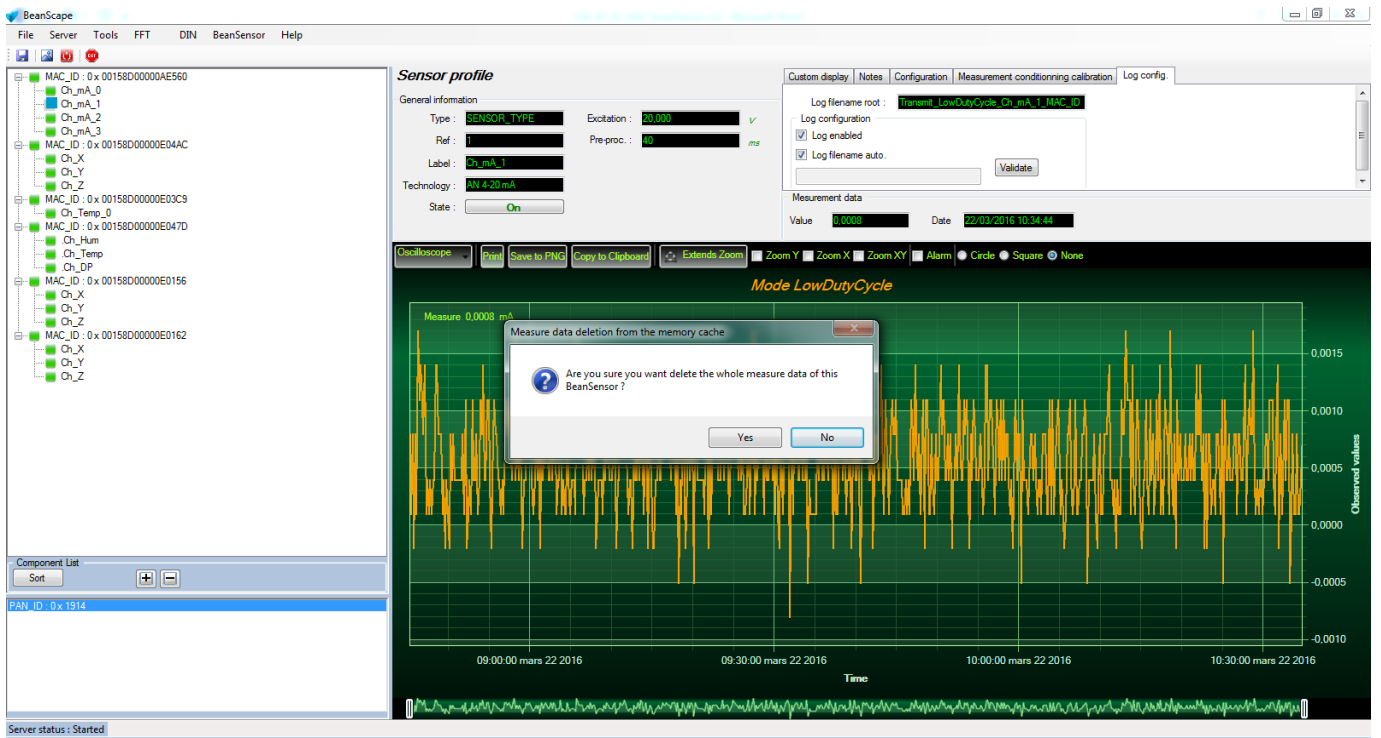 BeanScape
File Server Tools FFT DIN BeanSensor Help
MAC_ID : 0 x 00158D00000AE560
Ch_mA_0
Ch_mA_1
Ch_mA_2
Ch_mA_3
MAC_ID : 0 x 00158D00000E04AC
Ch_X
Ch_Y
Ch_Z
MAC_ID : 0 x 00158D00000E03C9
Ch_Temp_0
MAC_ID : 0 x 00158D00000E047D
.Ch_Hum
.Ch_Temp
.Ch_DP
MAC_ID : 0 x 00158D00000E0156
Ch_X
Ch_Y
Ch_Z
MAC_ID : 0 x 00158D00000E0162
Ch_X
Ch_Y
Ch_Z
Component List
Sort
PAN_ID : 0 x 1914
Server status : Started
Sensor profile
General information
Type : SENSOR_TYPE Excitation : 20,000 V
Ref : 1 Pre-proc. : 40 ms
Label : Ch_mA_1
Technology : AN 4-20 mA
State : On
Custom display Notes Configuration Measurement conditionning calibration Log config.
Log filename root : Transmit_LowDutyCycle_Ch_mA_1_MAC_ID
Log configuration
Log enabled
Log filename auto.
Validate
Mesurement data
Value 0,0008 Date 22/03/2016 10:34:44
Oscilloscope Print Save to PNG Copy to Clipboard Extends Zoom Zoom Y Zoom X Zoom XY Alarm Circle Square None
Mode LowDutyCycle
Measure 0,0008 mA
Measure data deletion from the memory cache
Are you sure you want delete the whole measure data of this
BeanSensor ?
Yes No
0,0015
0,0010
0,0005
0,0000
-0,0005
-0,0010
Observed values
09:00:00 mars 22 2016 09:30:00 mars 22 2016 10:00:00 mars 22 2016 10:30:00 mars 22 2016
Time